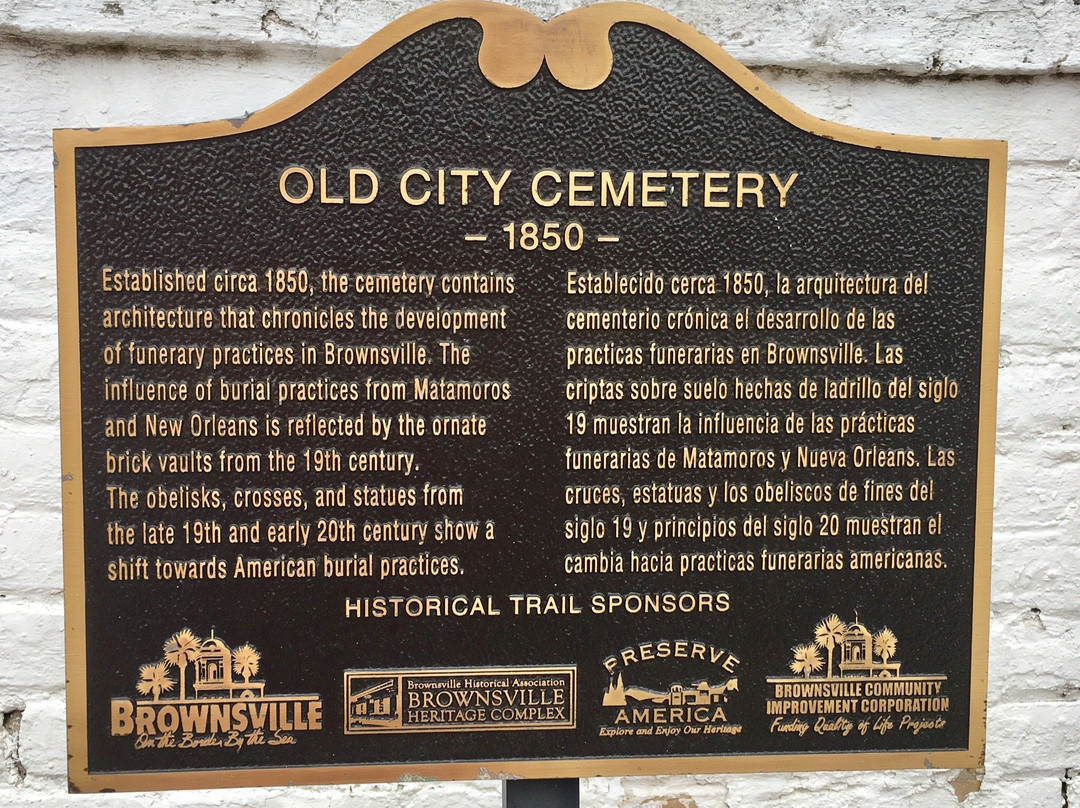 OLD CITY CEMETERY
– 1850 –
Established circa 1850, the cemetery contains
architecture that chronicles the development
of funerary practices in Brownsville. The
influence of burial practices from Matamoros
and New Orleans is reflected by the ornate
brick vaults from the 19th century.
The obelisks, crosses, and statues from
the late 19th and early 20th century show a
shift towards American burial practices.
Establecido cerca 1850, la arquitectura del
cementerio crónica el desarrollo de las
practicas funerarias en Brownsville. Las
criptas sobre suelo hechas de ladrillo del siglo
19 muestran la influencia de las prácticas
funerarias de Matamoros y Nueva Orleans. Las
cruces, estatuas y los obeliscos de fines del
siglo 19 y principios del siglo 20 muestran el
cambia hacia practicas funerarias americanas.
HISTORICAL TRAIL SPONSORS
BROWNSVILLE
On the Border By the Sea
Brownsville Historical Association
BROWNSVILLE
HERITAGE COMPLEX
PRESERVE
AMERICA
Explore and Enjoy Our Heritage
BROWNSVILLE COMMUNITY
IMPROVEMENT CORPORATION
Funding Quality of Life Projects